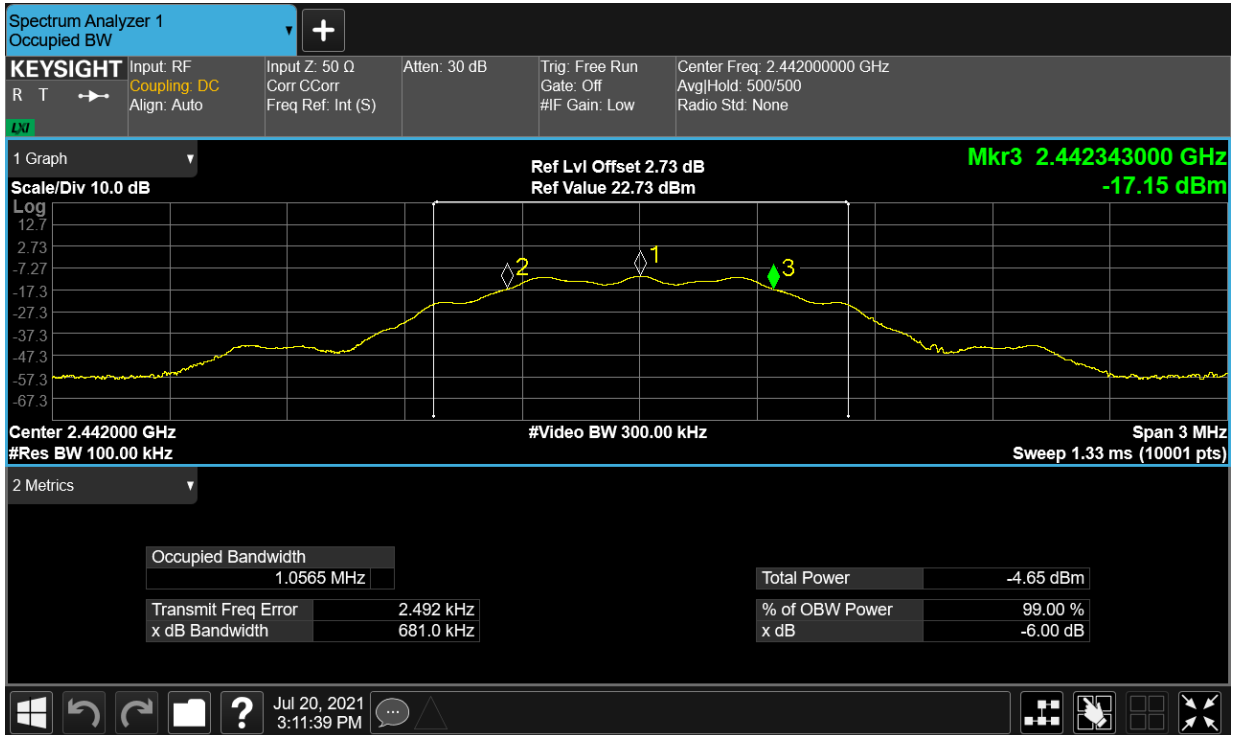 Spectrum Analyzer 1
Occupied BW
KEYSIGHT
R T
LXI
Input: RF
Coupling: DC
Align: Auto
Input Z: 50 Ω
Corr CCorr
Freq Ref: Int (S)
Atten: 30 dB
Trig: Free Run
Gate: Off
#IF Gain: Low
Center Freq: 2.442000000 GHz
Avg|Hold: 500/500
Radio Std: None
1 Graph
Scale/Div 10.0 dB
Ref Lvl Offset 2.73 dB
Ref Value 22.73 dBm
Mkr3 2.442343000 GHz
-17.15 dBm
Log
12.7
2.73
-7.27
-17.3
-27.3
-37.3
-47.3
-57.3
-67.3
2
1
3
Center 2.442000 GHz
#Video BW 300.00 kHz
Span 3 MHz
#Res BW 100.00 kHz
Sweep 1.33 ms (10001 pts)
2 Metrics
Occupied Bandwidth
1.0565 MHz
Transmit Freq Error 2.492 kHz
x dB Bandwidth 681.0 kHz
Total Power -4.65 dBm
% of OBW Power 99.00 %
x dB -6.00 dB
?
Jul 20, 2021
3:11:39 PM